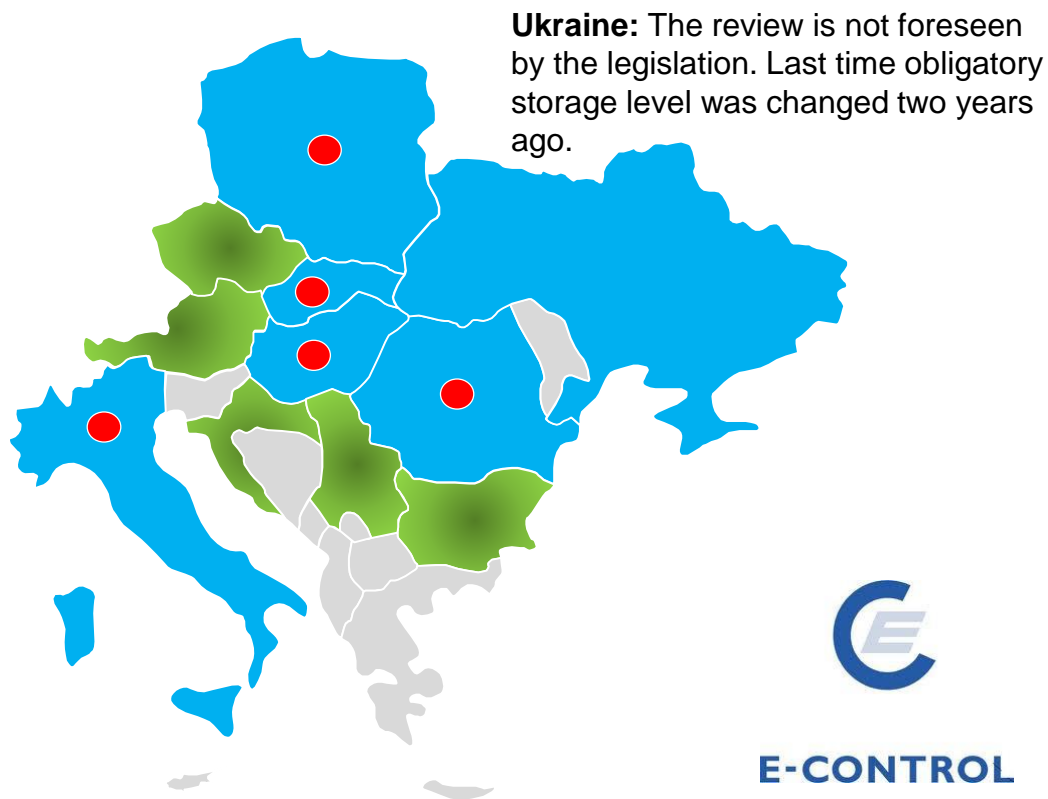 Ukraine: The review is not foreseen
by the legislation. Last time obligatory
storage level was changed two years
ago.
E-CONTROL